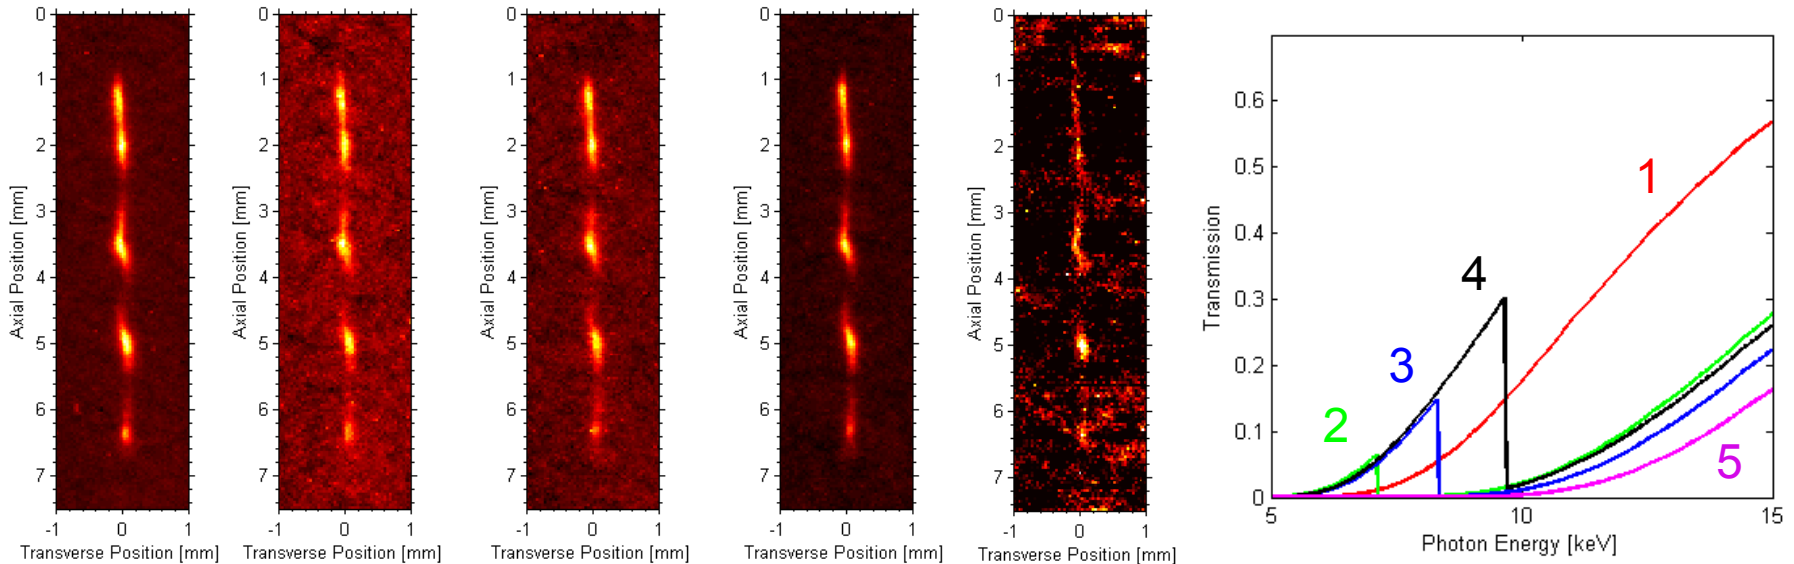 0
1
2
3
4
5
6
7
-1 0 1
Axial Position [mm]
Transverse Position [mm]
0
1
2
3
4
5
6
7
-1 0 1
Axial Position [mm]
Transverse Position [mm]
0
1
2
3
4
5
6
7
-1 0 1
Axial Position [mm]
Transverse Position [mm]
0
1
2
3
4
5
6
7
-1 0 1
Axial Position [mm]
Transverse Position [mm]
0
1
2
3
4
5
6
7
-1 0 1
Axial Position [mm]
Transverse Position [mm]
0.6
0.5
0.4
0.3
0.2
0.1
0
5 10 15
Transmission
Photon Energy [keV]
1
4
3
2
5